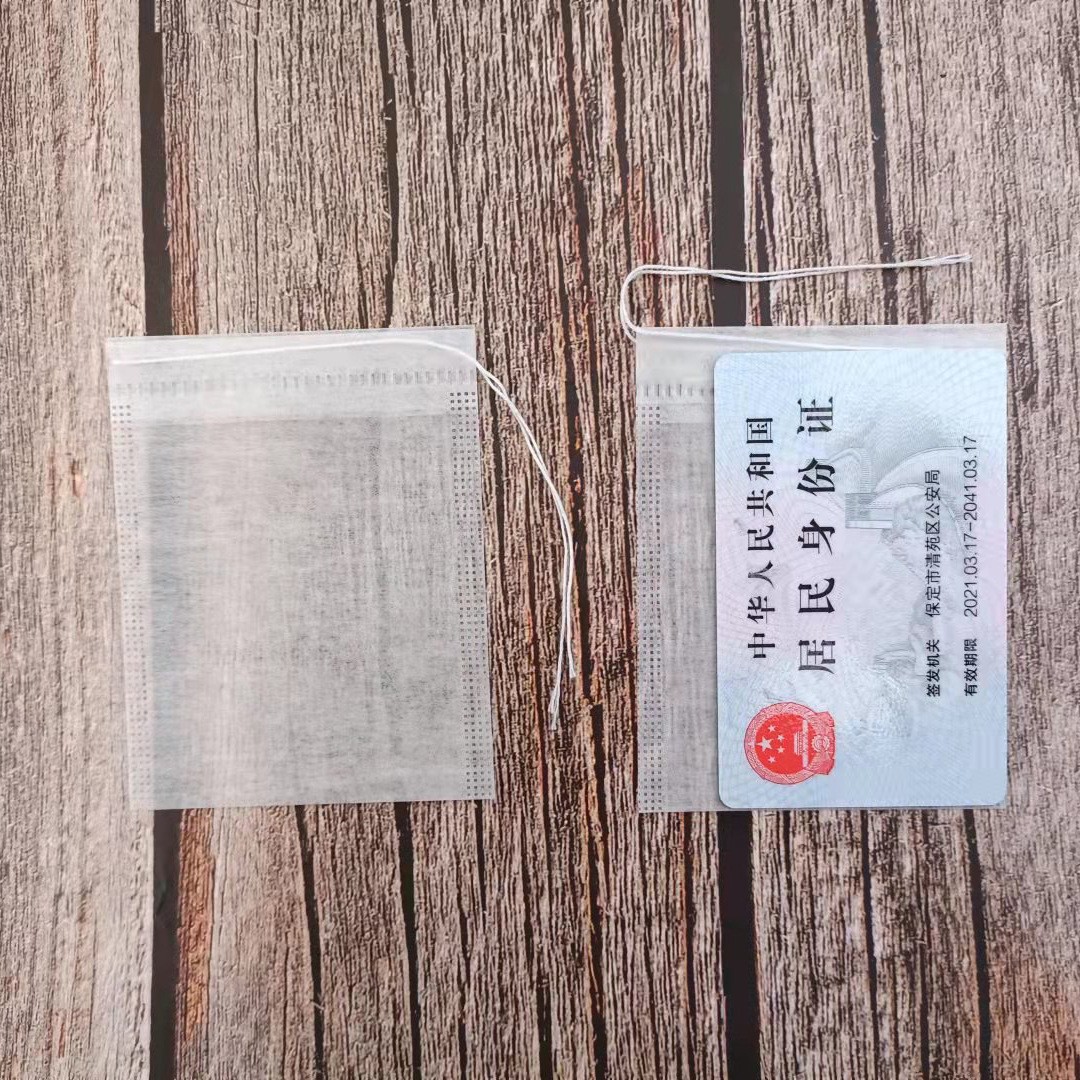 中华人民共和国
居民身份证
签发机关 保定市清苑区公安局
有效期限 2021.03.17-2041.03.17